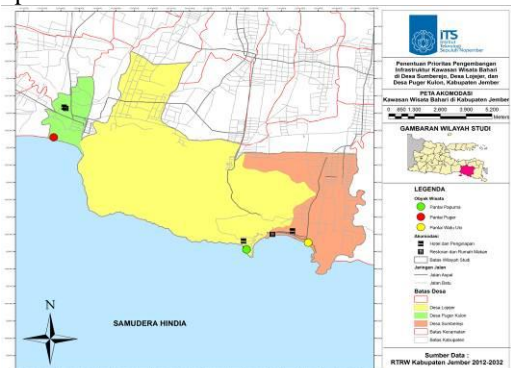 N
SAMUDERA HINDIA
iTS
Institut
Teknologi
Sepuluh Nopember
Penentuan Prioritas Pengembangan
Infrastruktur Kawasan Wisata Bahari
di Desa Sumberejo, Desa Lojejer, dan
Desa Puger Kulon, Kabupaten Jember
PETA AKOMODASI
Kawasan Wisata Bahari di Kabupaten Jember
0 650 1.300 2.600 3.900 5.200
Meters
GAMBARAN WILAYAH STUDI
LEGENDA
Objek Wisata
Pantai Papuma
Pantai Puger
Pantai Watu Ulo
Akomodasi
Hotel dan Penginapan
Restoran dan Rumah Makan
Batas Wilayah Studi
Jaringan Jalan
Jalan Aspal
Jalan Batu
Batas Desa
Desa Lojejer
Desa Puger Kulon
Desa Sumberejo
Batas Kecamatan
Batas Kabupaten
Sumber Data :
RTRW Kabupaten Jember 2012-2032